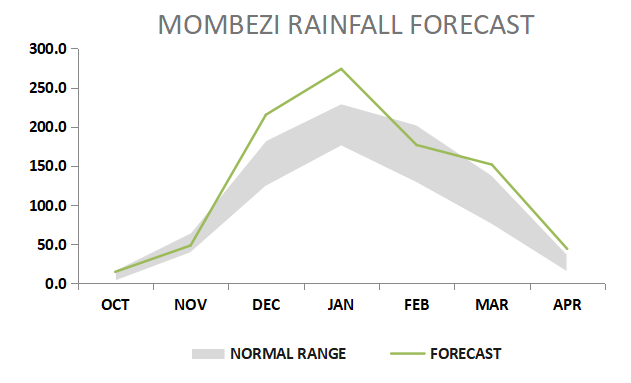 MOMBEZI RAINFALL FORECAST
300.0
250.0
200.0
150.0
100.0
50.0
0.0
OCT NOV DEC JAN FEB MAR APR
NORMAL RANGE FORECAST